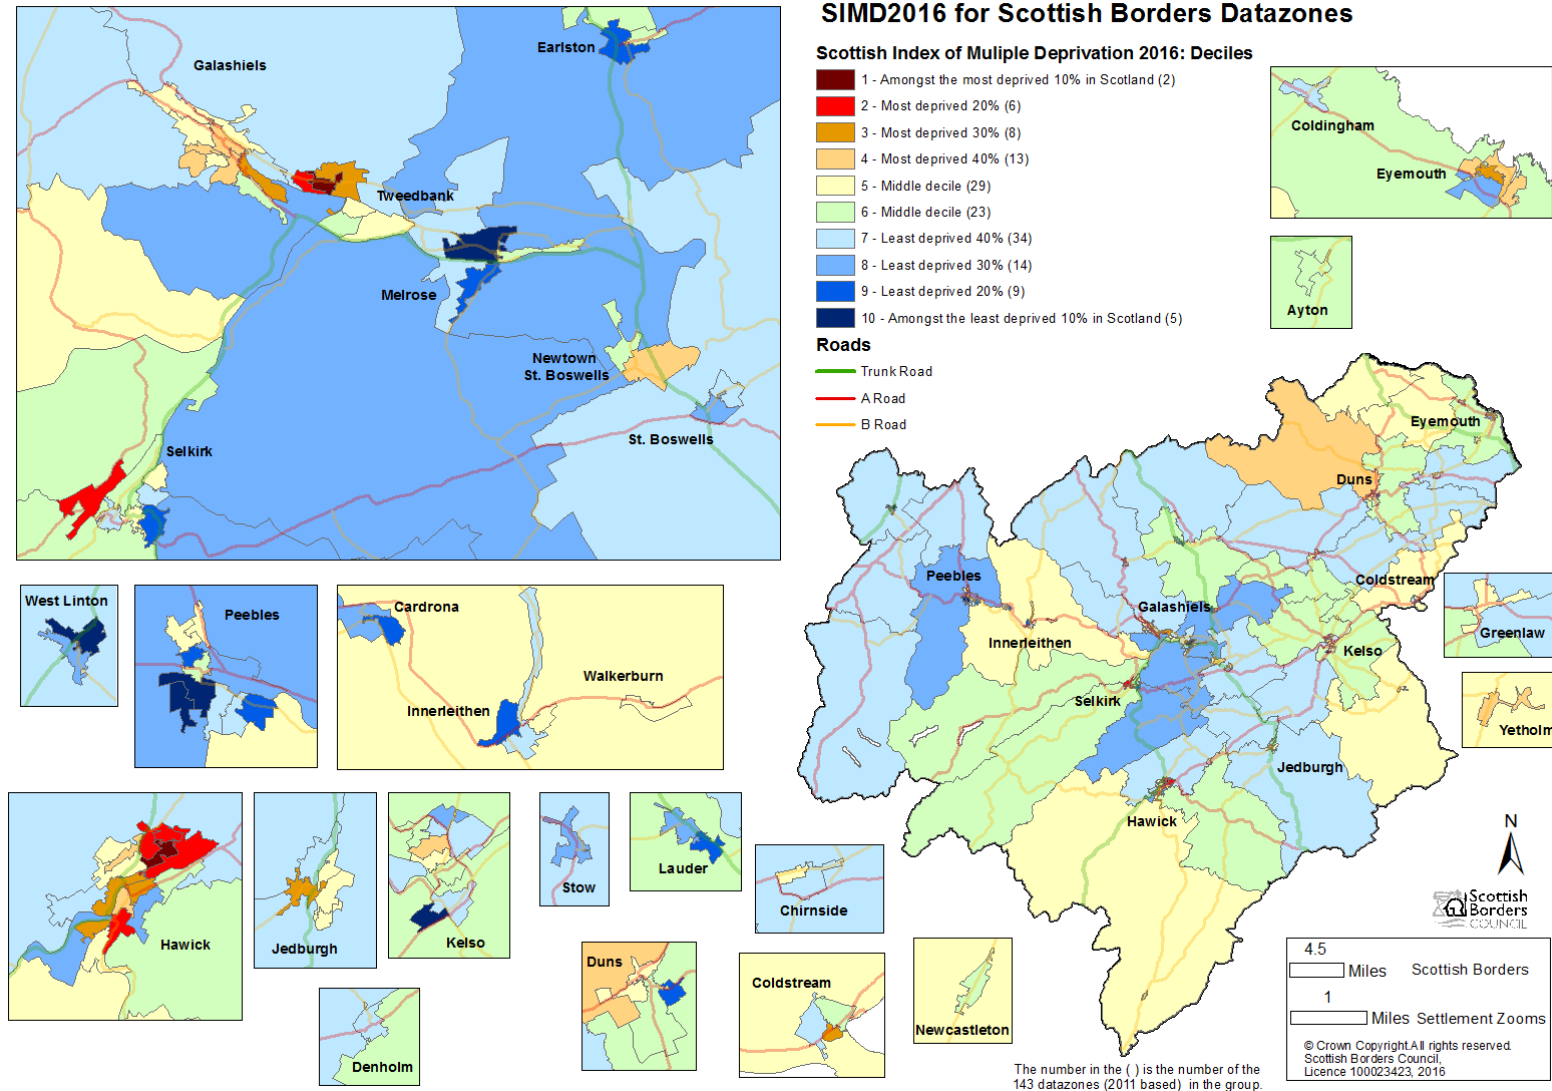 SIMD2016 for Scottish Borders Datazones
Scottish Index of Muliple Deprivation 2016: Deciles
1 - Amongst the most deprived 10% in Scotland (2)
2 - Most deprived 20% (6)
3 - Most deprived 30% (8)
4 - Most deprived 40% (13)
5 - Middle decile (29)
6 - Middle decile (23)
7 - Least deprived 40% (34)
8 - Least deprived 30% (14)
9 - Least deprived 20% (9)
10 - Amongst the least deprived 10% in Scotland (5)
Roads
Trunk Road
A Road
B Road
Earlston
Galashiels
Tweedbank
Melrose
Newtown
St. Boswells
St. Boswells
Selkirk
Coldingham
Eyemouth
Ayton
Eyemouth
Duns
Coldstream
Peebles
Galashiels
Innerleithen
Kelso
Selkirk
Jedburgh
Hawick
Greenlaw
Yetholm
West Linton
Peebles
Cardrona
Walkerburn
Innerleithen
Hawick
Jedburgh
Kelso
Stow
Lauder
Chirnside
Denholm
Duns
Coldstream
Newcastleton
N
Scottish
Borders
COUNCIL
4.5
Miles Scottish Borders
1
Miles Settlement Zooms
© Crown Copyright.All rights reserved.
Scottish Borders Council,
Licence 100023423, 2016
The number in the ( ) is the number of the
143 datazones (2011 based) in the group.